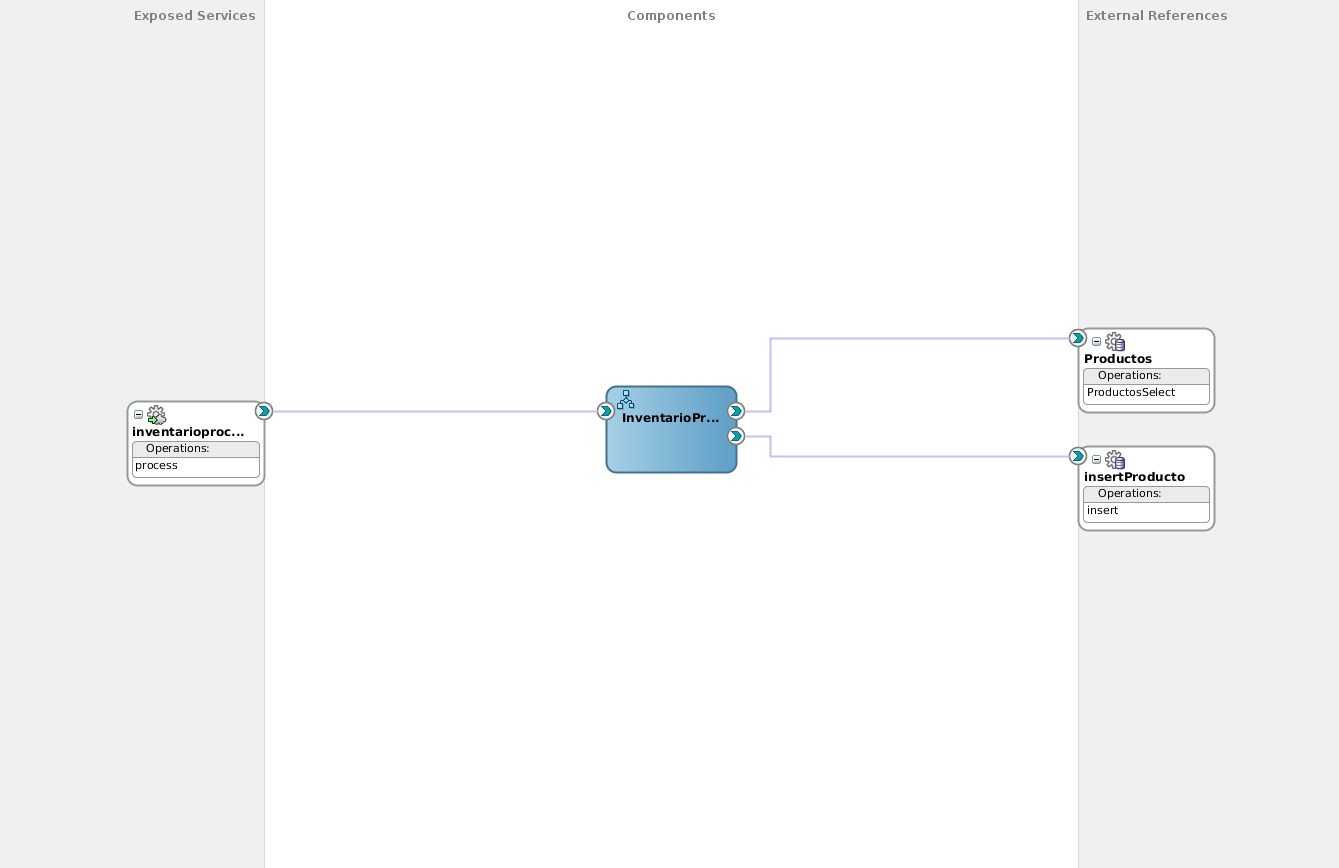 Exposed Services
Components
External References
inventarioproc...
Operations:
process
InventarioPr...
Productos
Operations:
ProductosSelect
insertProducto
Operations:
insert